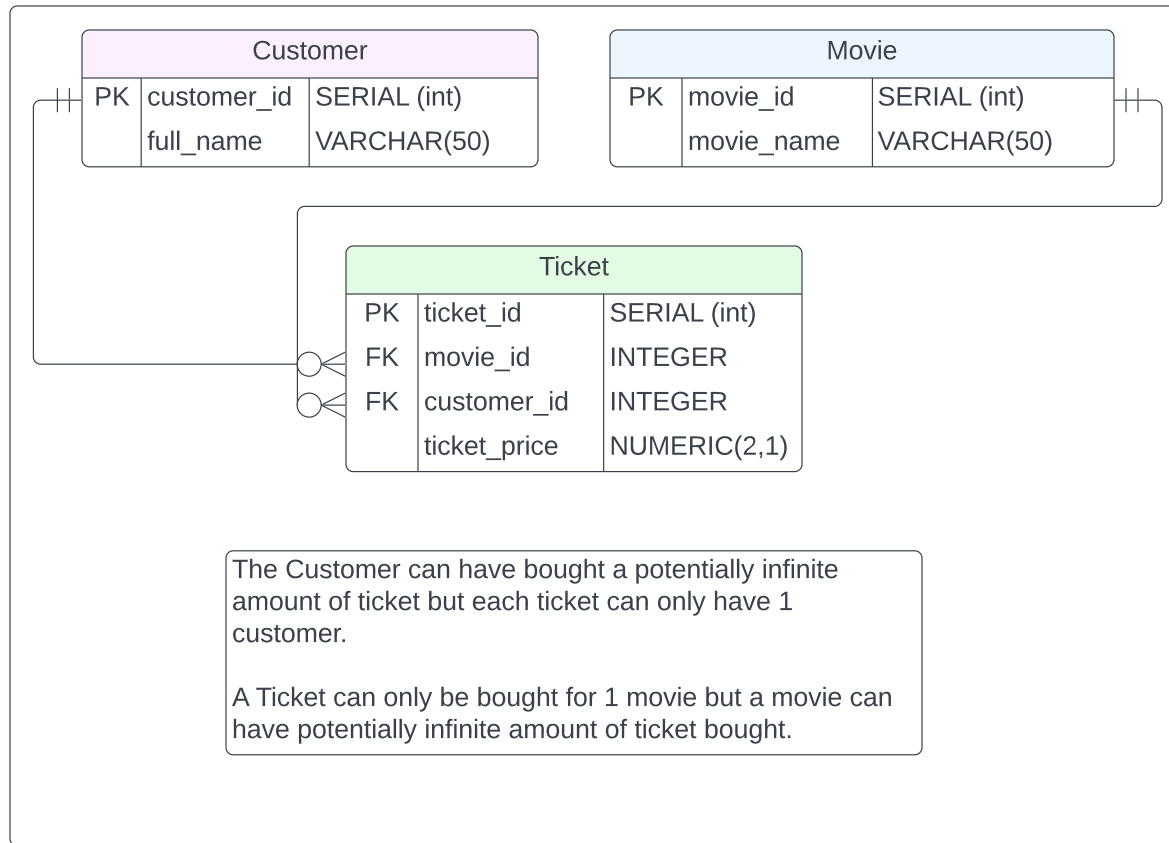 Customer
PK customer_id SERIAL (int)
full_name VARCHAR(50)
Movie
PK movie_id SERIAL (int)
movie_name VARCHAR(50)
Ticket
PK ticket_id SERIAL (int)
FK movie_id INTEGER
FK customer_id INTEGER
ticket_price NUMERIC(2,1)
The Customer can have bought a potentially infinite
amount of ticket but each ticket can only have 1
customer.
A Ticket can only be bought for 1 movie but a movie can
have potentially infinite amount of ticket bought.